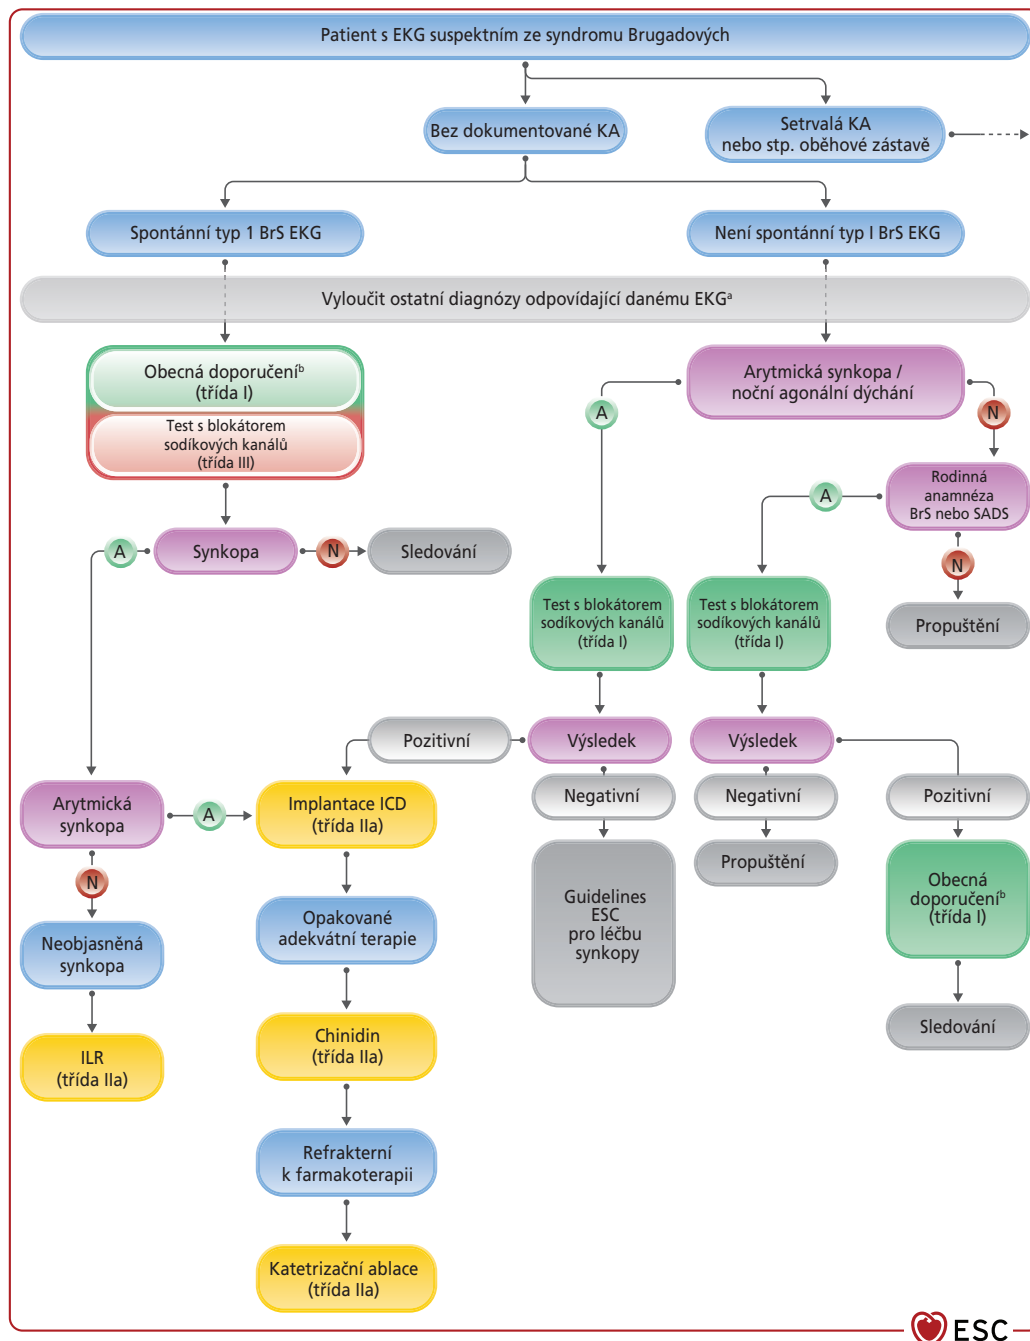 Patient s EKG suspektním ze syndromu Brugadových
Bez dokumentované KA
Setrvalá KA
nebo stp. oběhové zástavě
Spontánní typ 1 BrS EKG
Není spontánní typ I BrS EKG
Vyloučit ostatní diagnózy odpovídající danému EKGᵃ
Obecná doporučeníᵇ
(třída I)
Test s blokátorem
sodíkových kanálů
(třída III)
Arytmická synkopa /
noční agonální dýchání
A
N
Rodinná
anamnéza
BrS nebo SADS
A
N
Propuštění
A
Synkopa
N
Sledování
Test s blokátorem
sodíkových kanálů
(třída I)
Test s blokátorem
sodíkových kanálů
(třída I)
Pozitivní
Výsledek
Výsledek
Negativní
Negativní
Pozitivní
Arytmická
synkopa
A
Implantace ICD
(třída IIa)
N
Guidelines
ESC
pro léčbu
synkopy
Propuštění
Obecná
doporučeníᵇ
(třída I)
Neobjasněná
synkopa
Opakované
adekvátní terapie
Sledování
ILR
(třída IIa)
Chinidin
(třída IIa)
Refrakterní
k farmakoterapii
Katetrizační ablace
(třída IIa)
ESC